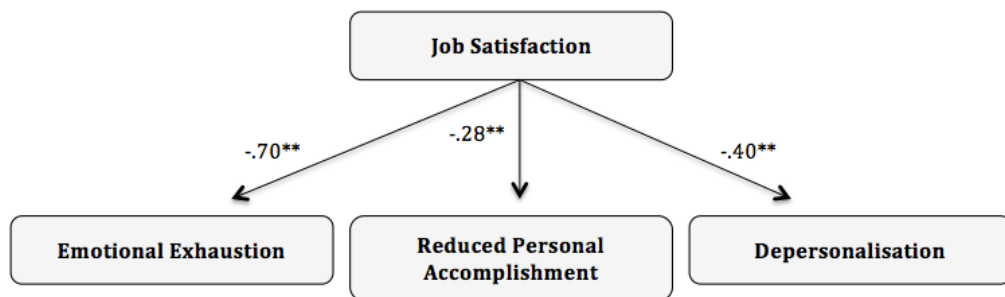 Job Satisfaction
-.70**
-.28**
-.40**
Emotional Exhaustion
Reduced Personal
Accomplishment
Depersonalisation